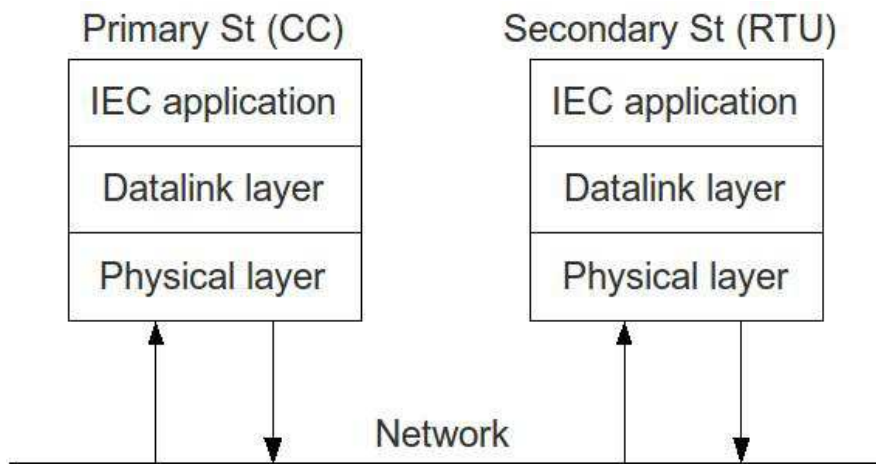 Primary St (CC)
Secondary St (RTU)
IEC application
IEC application
Datalink layer
Datalink layer
Physical layer
Physical layer
Network